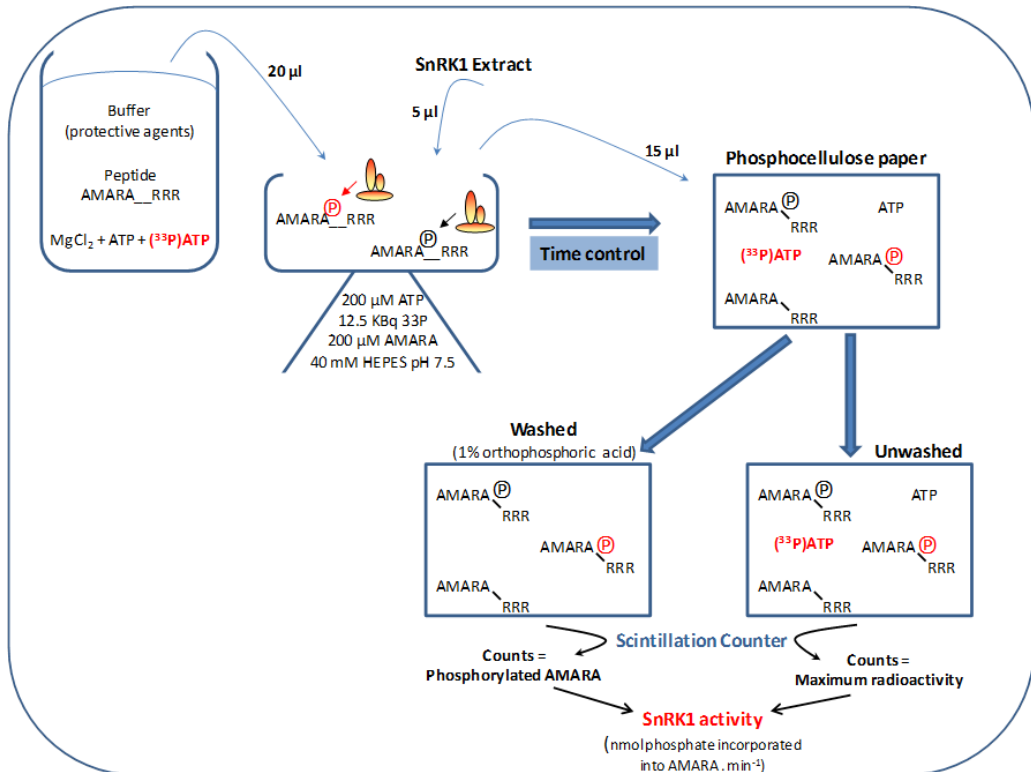 20 µl
SnRK1 Extract
5 µl
15 µl
Buffer
(protective agents)
Peptide
AMARA__RRR
MgCl₂ + ATP + (³³P)ATP
P
AMARA__RRR
P
AMARA__RRR
200 µM ATP
12.5 KBq 33P
200 µM AMARA
40 mM HEPES pH 7.5
Time control
Phosphocellulose paper
AMARA P
RRR
ATP
(³³P)ATP
AMARA P
RRR
AMARA
RRR
Washed
(1% orthophosphoric acid)
AMARA P
RRR
AMARA P
RRR
AMARA
RRR
Unwashed
AMARA P
RRR
ATP
(³³P)ATP
AMARA P
RRR
AMARA
RRR
Scintillation Counter
Counts =
Phosphorylated AMARA
Counts =
Maximum radioactivity
SnRK1 activity
(nmol phosphate incorporated
into AMARA . min⁻¹)